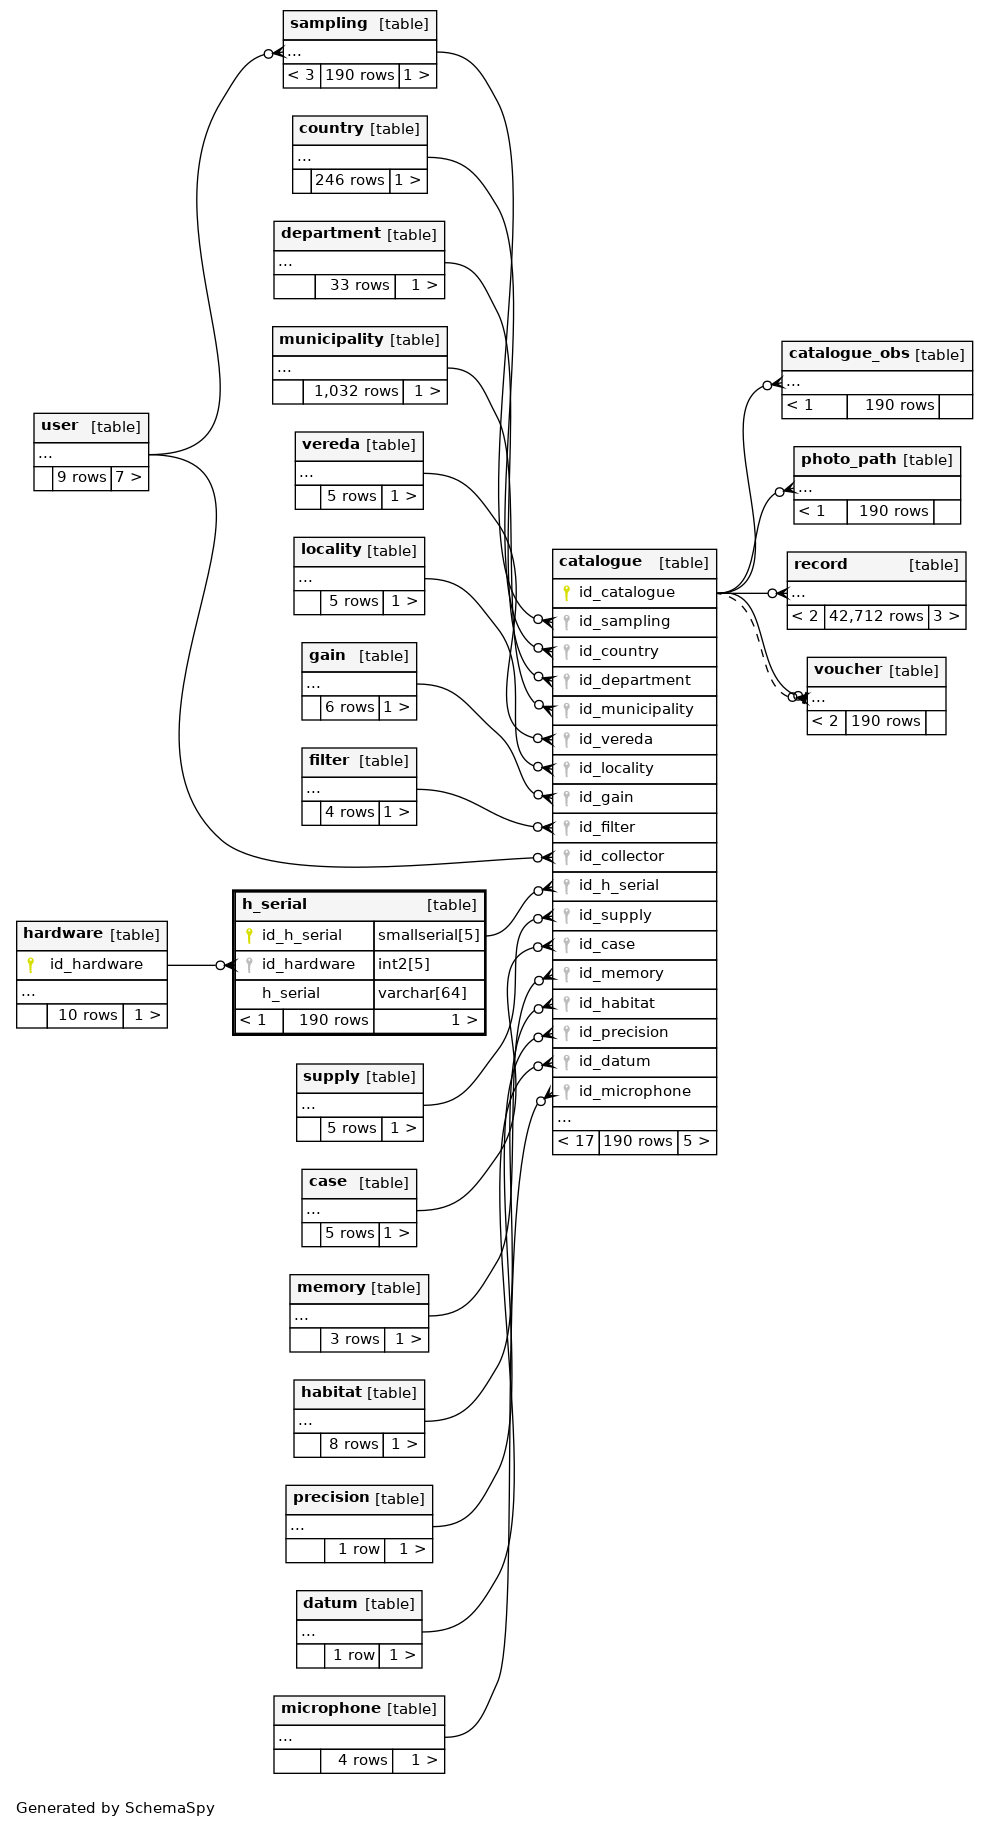 sampling [table]
...
< 3 190 rows 1 >
country [table]
...
246 rows 1 >
department [table]
...
33 rows 1 >
municipality [table]
...
1,032 rows 1 >
vereda [table]
...
5 rows 1 >
locality [table]
...
5 rows 1 >
gain [table]
...
6 rows 1 >
filter [table]
...
4 rows 1 >
user [table]
...
9 rows 7 >
hardware [table]
id_hardware
...
10 rows 1 >
h_serial [table]
id_h_serial smallserial[5]
id_hardware int2[5]
h_serial varchar[64]
< 1 190 rows 1 >
supply [table]
...
5 rows 1 >
case [table]
...
5 rows 1 >
memory [table]
...
3 rows 1 >
habitat [table]
...
8 rows 1 >
precision [table]
...
1 row 1 >
datum [table]
...
1 row 1 >
microphone [table]
...
4 rows 1 >
catalogue [table]
id_catalogue
id_sampling
id_country
id_department
id_municipality
id_vereda
id_locality
id_gain
id_filter
id_collector
id_h_serial
id_supply
id_case
id_memory
id_habitat
id_precision
id_datum
id_microphone
...
< 17 190 rows 5 >
catalogue_obs [table]
...
< 1 190 rows
photo_path [table]
...
< 1 190 rows
record [table]
...
< 2 42,712 rows 3 >
voucher [table]
...
< 2 190 rows
Generated by SchemaSpy